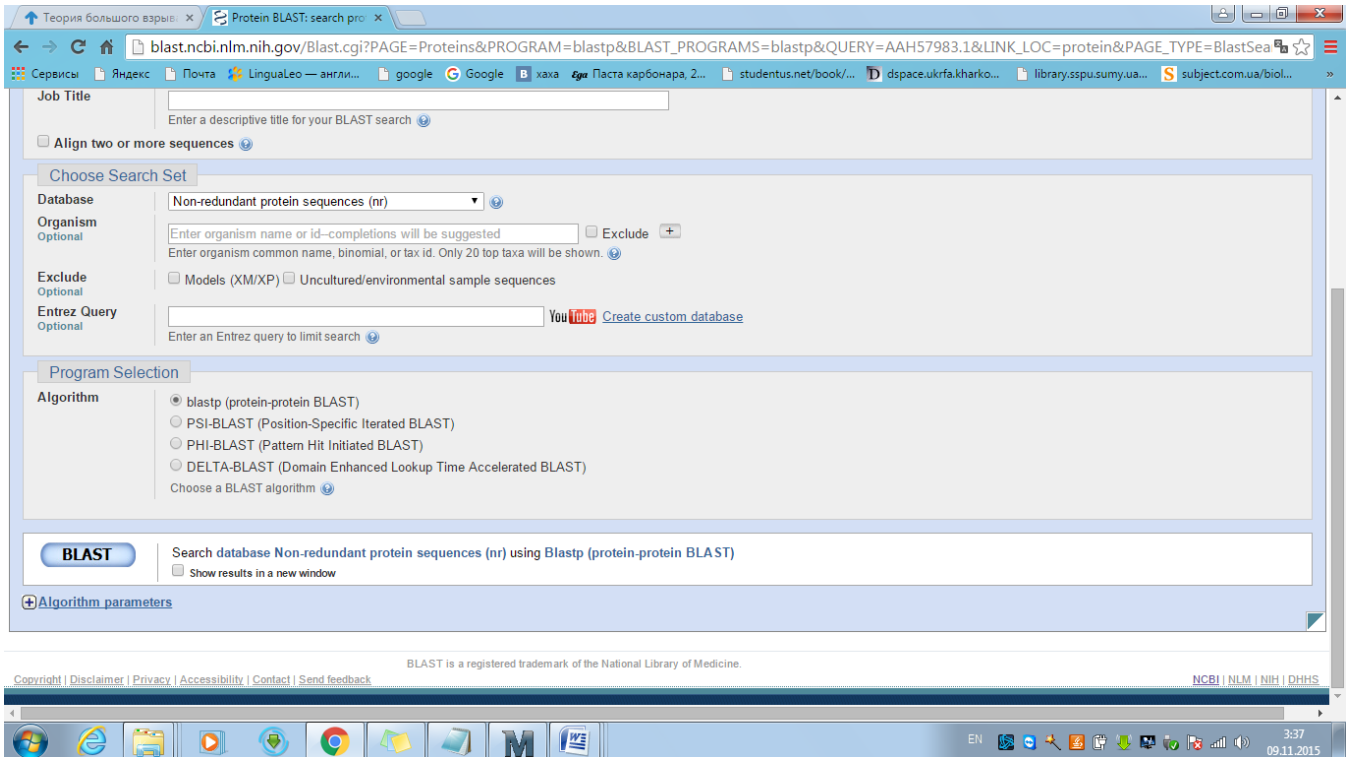 Теория большого взрыв
Protein BLAST: search pro
blast.ncbi.nlm.nih.gov/Blast.cgi?PAGE=Proteins&PROGRAM=blastp&BLAST_PROGRAMS=blastp&QUERY=AAH57983.1&LINK_LOC=protein&PAGE_TYPE=BlastSea
Сервисы Яндекс Почта LinguaLeo — англи... google Google хаха Паста карбонара, 2... studentus.net/book/... dspace.ukrfa.kharko... library.sspu.sumy.ua... subject.com.ua/biol... »
Job Title
Enter a descriptive title for your BLAST search
Align two or more sequences
Choose Search Set
Database Non-redundant protein sequences (nr)
Organism
Optional
Enter organism name or id--completions will be suggested Exclude +
Enter organism common name, binomial, or tax id. Only 20 top taxa will be shown.
Exclude
Optional
Models (XM/XP) Uncultured/environmental sample sequences
Entrez Query
Optional
YouTube Create custom database
Enter an Entrez query to limit search
Program Selection
Algorithm
blastp (protein-protein BLAST)
PSI-BLAST (Position-Specific Iterated BLAST)
PHI-BLAST (Pattern Hit Initiated BLAST)
DELTA-BLAST (Domain Enhanced Lookup Time Accelerated BLAST)
Choose a BLAST algorithm
BLAST Search database Non-redundant protein sequences (nr) using Blastp (protein-protein BLAST)
Show results in a new window
Algorithm parameters
BLAST is a registered trademark of the National Library of Medicine.
Copyright | Disclaimer | Privacy | Accessibility | Contact | Send feedback NCBI | NLM | NIH | DHHS
EN 3:37
09.11.2015